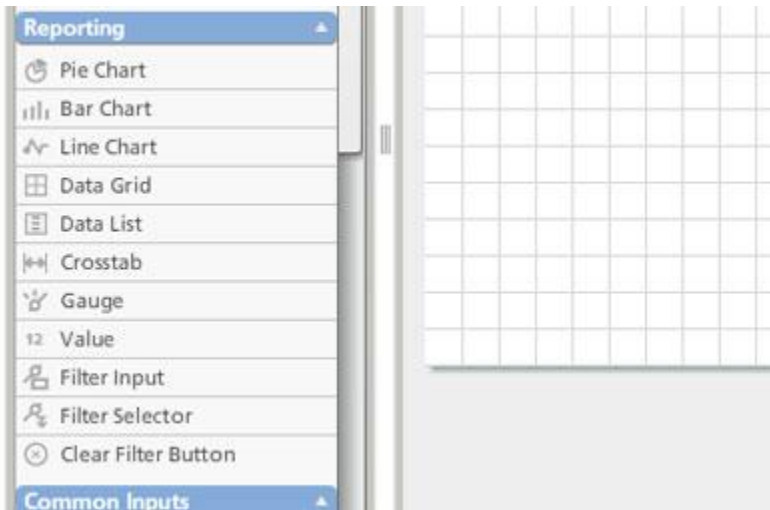 Reporting
Pie Chart
Bar Chart
Line Chart
Data Grid
Data List
Crosstab
Gauge
12 Value
Filter Input
Filter Selector
Clear Filter Button
Common Inputs